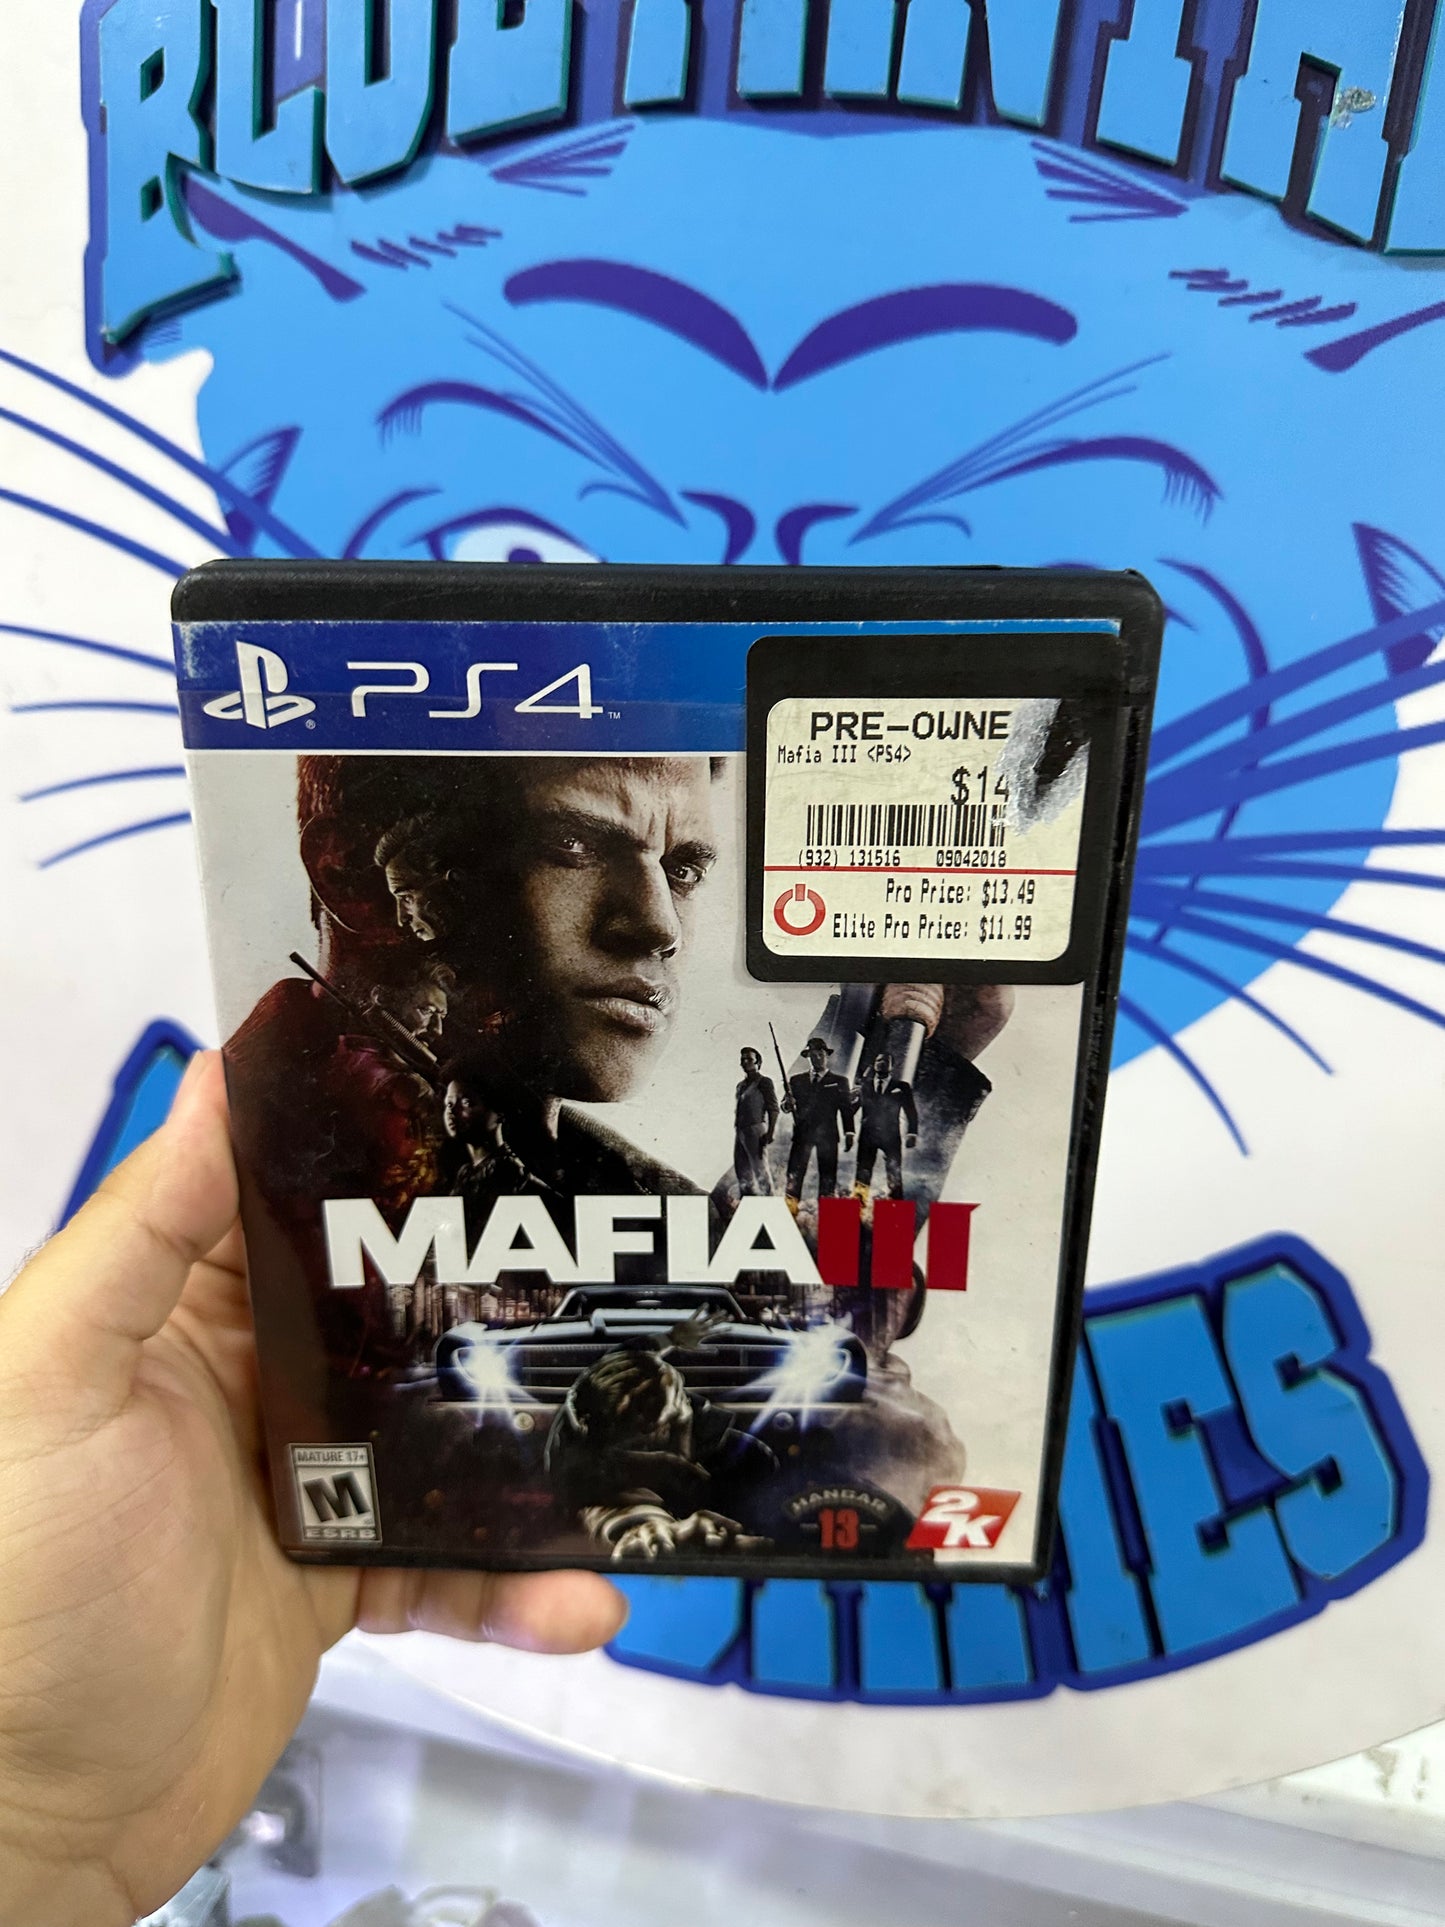 PS4
PRE-OWNE
Mafia III <PS4>
$14
(932) 131516 09042018
Pro Price: $13.49
Elite Pro Price: $11.99
MAFIA III
MATURE 17+
M
ESRB
HANGAR
13
2K